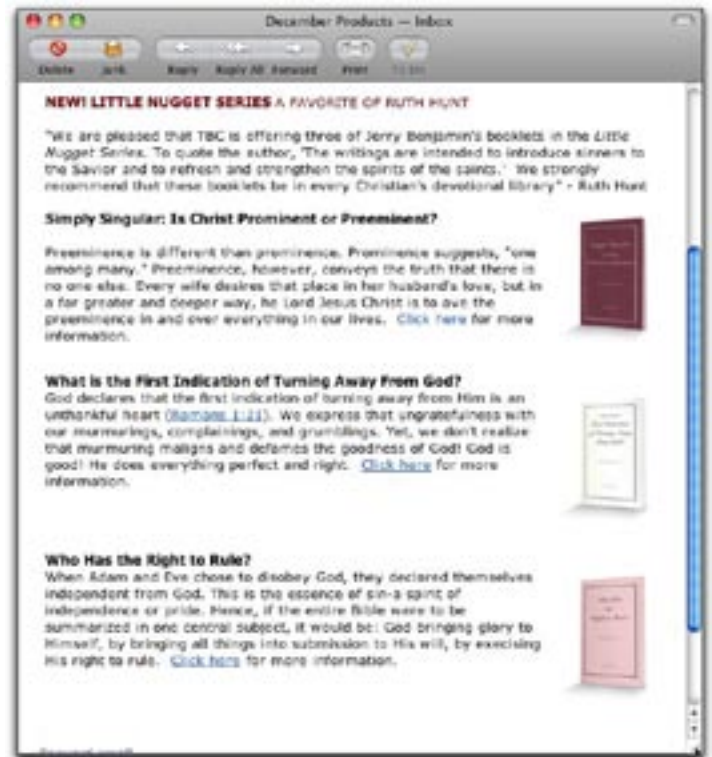 December Products — Inbox
Delete Junk Reply Reply All Forward Print To Do
NEW! LITTLE NUGGET SERIES A FAVORITE OF RUTH HUNT
"We are pleased that TBC is offering three of Jerry Benjamin's booklets in the Little
Nugget Series. To quote the author, 'The writings are intended to introduce sinners to
the Savior and to refresh and strengthen the spirits of the saints.' We strongly
recommend that these booklets be in every Christian's devotional library" - Ruth Hunt
Simply Singular: Is Christ Prominent or Preeminent?
Preeminence is different than prominence. Prominence suggests, "one
among many." Preeminence, however, conveys the truth that there is
no one else. Every wife desires that place in her husband's love, but in
a far greater and deeper way, he Lord Jesus Christ is to ave the
preeminence in and over everything in our lives. Click here for more
information.
What is the First Indication of Turning Away From God?
God declares that the first indication of turning away from Him is an
unthankful heart (Romans 1:21). We express that ungratefulness with
our murmurings, complainings, and grumblings. Yet, we don't realize
that murmuring maligns and defames the goodness of God! God is
good! He does everything perfect and right. Click here for more
information.
Who Has the Right to Rule?
When Adam and Eve chose to disobey God, they declared themselves
independent from God. This is the essence of sin-a spirit of
independence or pride. Hence, if the entire Bible were to be
summarized in one central subject, it would be: God bringing glory to
Himself, by bringing all things into submission to His will, by exercising
His right to rule. Click here for more information.